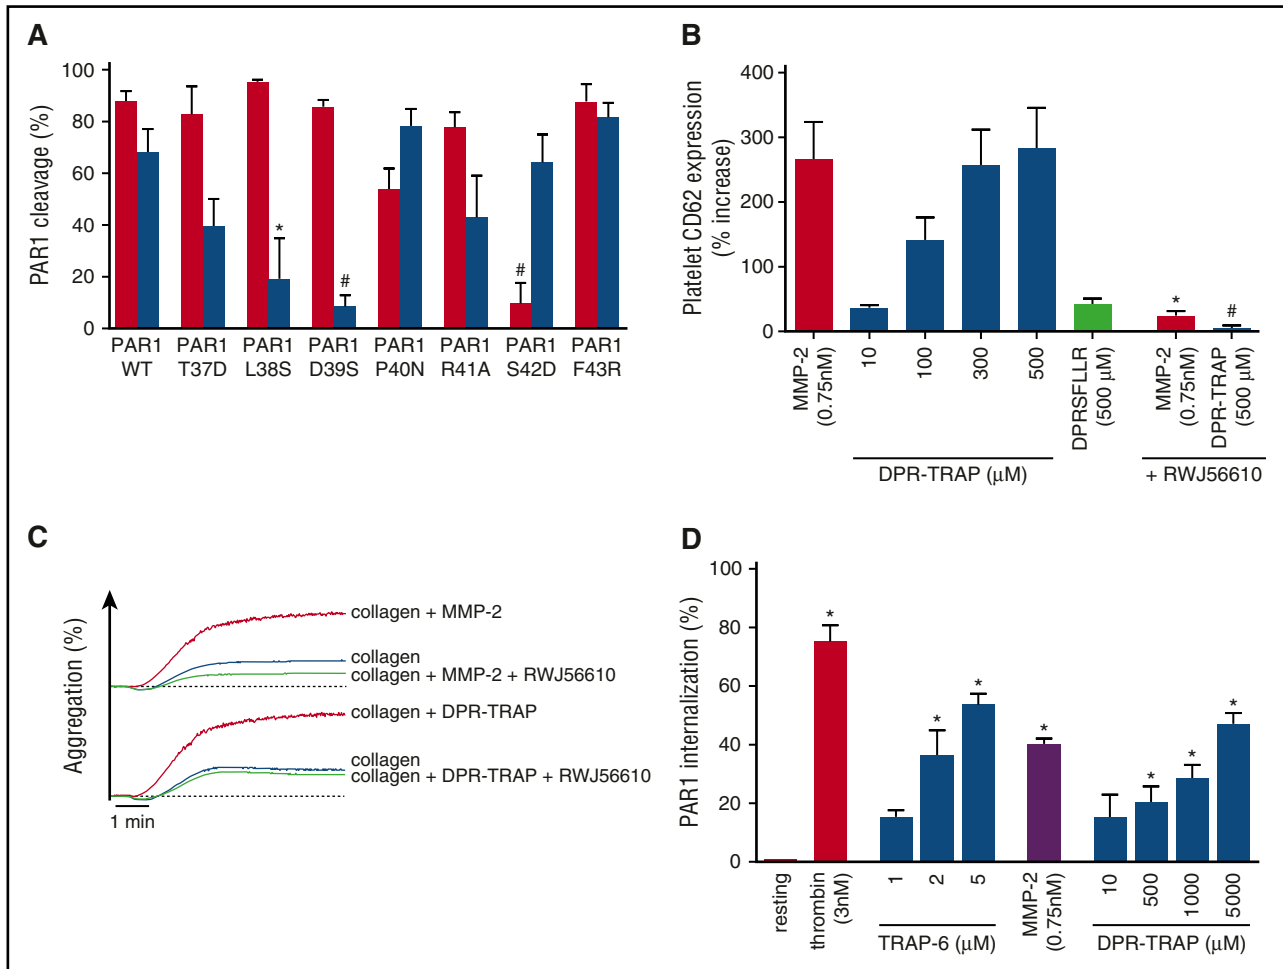 A
PAR1 cleavage (%)
100
80
60
40
20
0
*
#
#
PAR1 PAR1 PAR1 PAR1 PAR1 PAR1 PAR1 PAR1
WT T37D L38S D39S P40N R41A S42D F43R
B
Platelet CD62 expression
(% increase)
400
300
200
100
0
*
#
MMP-2
(0.75nM)
10
100
300
500
DPRSFLLR
(500 µM)
MMP-2
(0.75nM)
DPR-TRAP
(500 µM)
DPR-TRAP (µM)
+ RWJ56610
C
Aggregation (%)
collagen + MMP-2
collagen
collagen + MMP-2 + RWJ56610
collagen + DPR-TRAP
collagen
collagen + DPR-TRAP + RWJ56610
1 min
D
PAR1 internalization (%)
100
80
60
40
20
0
*
*
*
*
*
*
*
resting
thrombin
(3nM)
1
2
5
MMP-2
(0.75nM)
10
500
1000
5000
TRAP-6 (µM)
DPR-TRAP (µM)